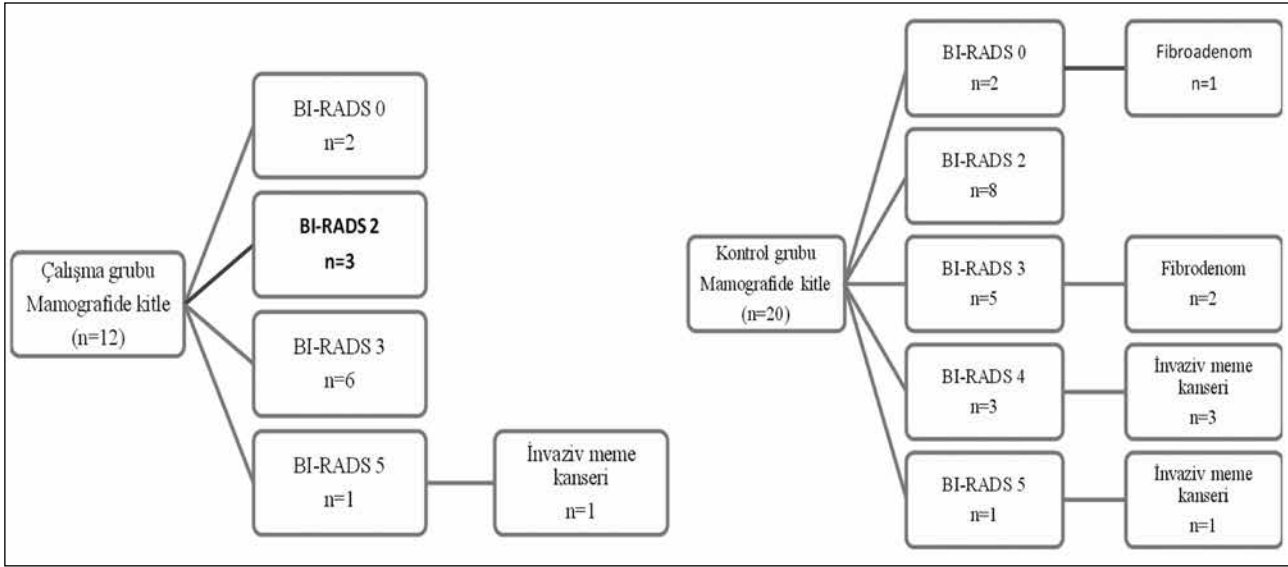 Çalışma grubu
Mamografide kitle
(n=12)
BI-RADS 0
n=2
BI-RADS 2
n=3
BI-RADS 3
n=6
BI-RADS 5
n=1
İnvaziv meme
kanseri
n=1
Kontrol grubu
Mamografide kitle
(n=20)
BI-RADS 0
n=2
Fibroadenom
n=1
BI-RADS 2
n=8
BI-RADS 3
n=5
Fibrodenom
n=2
BI-RADS 4
n=3
İnvaziv meme
kanseri
n=3
BI-RADS 5
n=1
İnvaziv meme
kanseri
n=1